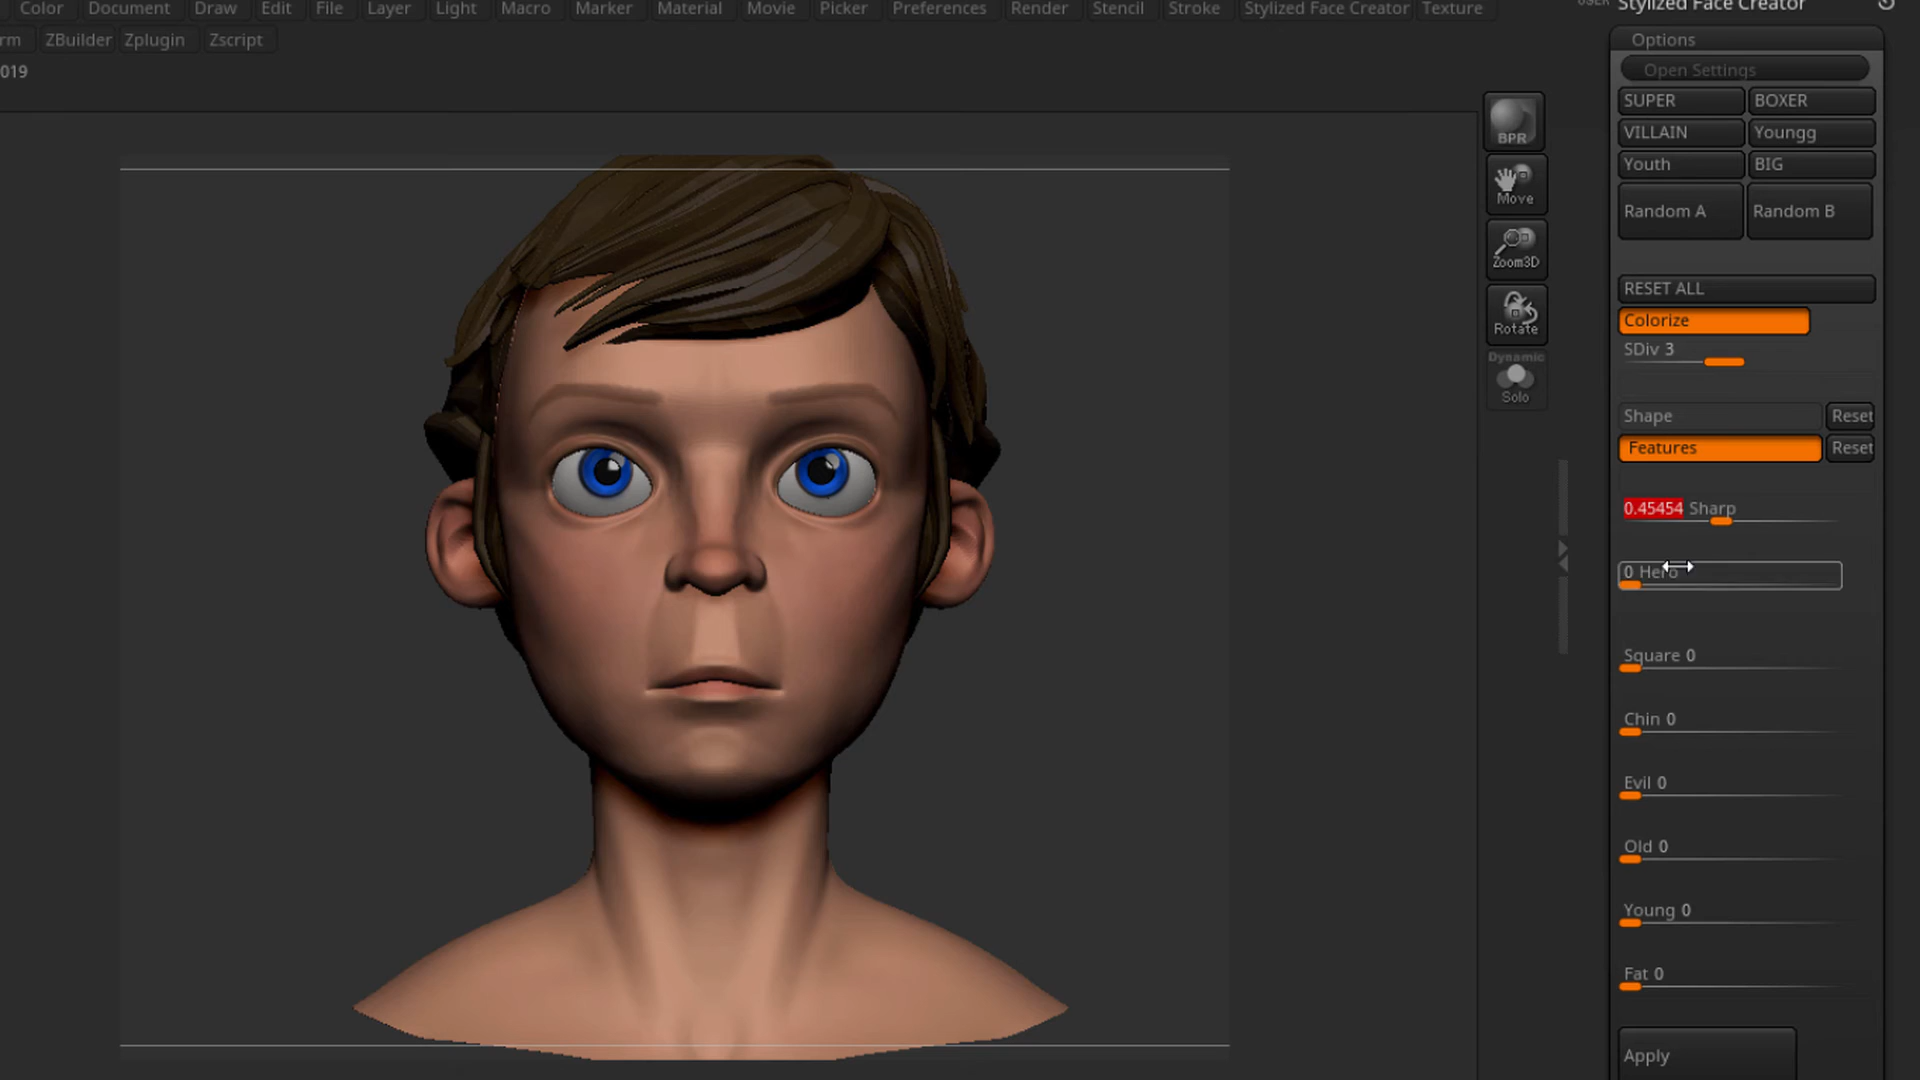 Color Document Draw Edit File Layer Light Macro Marker Material Movie Picker Preferences Render Stencil Stroke Stylized Face Creator Texture
rm ZBuilder Zplugin Zscript
019
USER Stylized Face Creator
Options
Open Settings
SUPER BOXER
VILLAIN Youngg
Youth BIG
Random A Random B
RESET ALL
Colorize
SDiv 3
Shape Reset
Features Reset
0.45454 Sharp
0 Hero
Square 0
Chin 0
Evil 0
Old 0
Young 0
Fat 0
Apply
BPR
Move
Zoom3D
Rotate
Dynamic
Solo